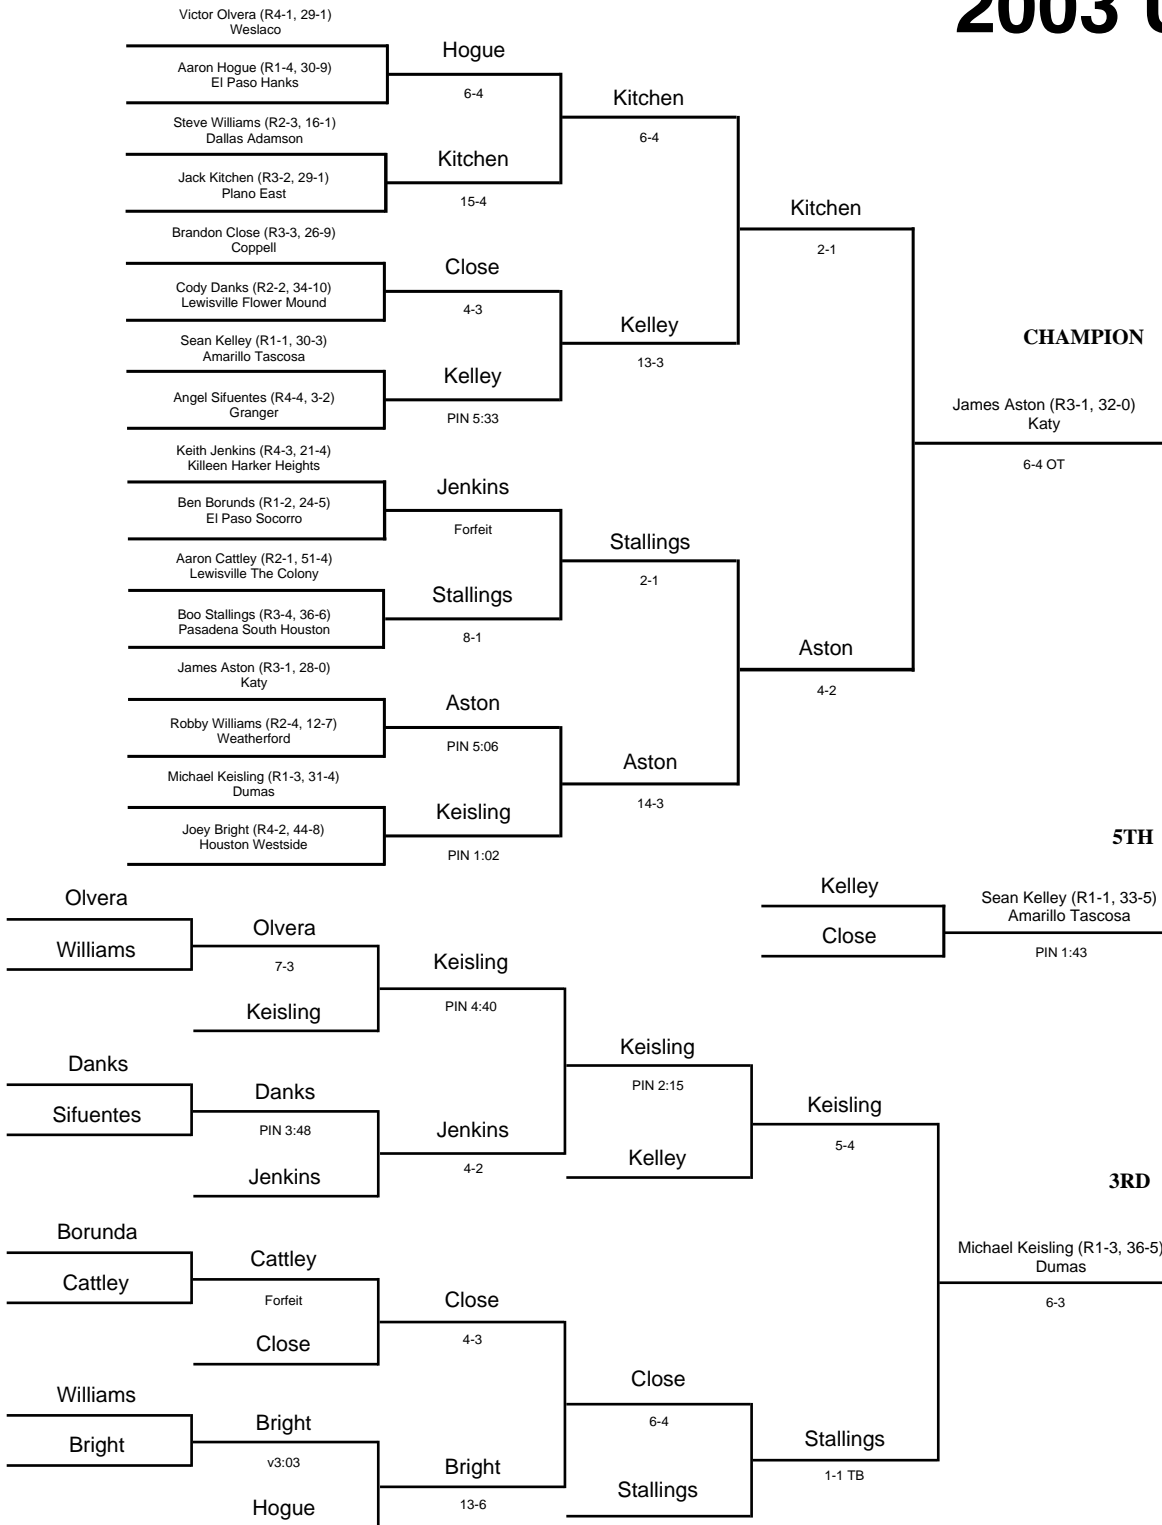 2003 U
Victor Olvera (R4-1, 29-1)
Weslaco
Hogue
Aaron Hogue (R1-4, 30-9)
El Paso Hanks
6-4
Kitchen
Steve Williams (R2-3, 16-1)
Dallas Adamson
6-4
Kitchen
Jack Kitchen (R3-2, 29-1)
Plano East
15-4
Kitchen
Brandon Close (R3-3, 26-9)
Coppell
2-1
Close
Cody Danks (R2-2, 34-10)
Lewisville Flower Mound
4-3
Kelley
Sean Kelley (R1-1, 30-3)
Amarillo Tascosa
13-3
CHAMPION
Kelley
Angel Sifuentes (R4-4, 3-2)
Granger
PIN 5:33
James Aston (R3-1, 32-0)
Katy
6-4 OT
Keith Jenkins (R4-3, 21-4)
Killeen Harker Heights
Jenkins
Ben Borunds (R1-2, 24-5)
El Paso Socorro
Forfeit
Stallings
Aaron Cattley (R2-1, 51-4)
Lewisville The Colony
2-1
Stallings
Boo Stallings (R3-4, 36-6)
Pasadena South Houston
8-1
Aston
James Aston (R3-1, 28-0)
Katy
4-2
Aston
Robby Williams (R2-4, 12-7)
Weatherford
PIN 5:06
Aston
Michael Keisling (R1-3, 31-4)
Dumas
14-3
Keisling
Joey Bright (R4-2, 44-8)
Houston Westside
PIN 1:02
5TH
Kelley
Close
Sean Kelley (R1-1, 33-5)
Amarillo Tascosa
PIN 1:43
Olvera
Williams
Olvera
7-3
Keisling
Keisling
PIN 4:40
Danks
Sifuentes
Danks
PIN 3:48
Jenkins
Jenkins
4-2
Keisling
PIN 2:15
Kelley
Keisling
5-4
3RD
Michael Keisling (R1-3, 36-5)
Dumas
6-3
Borunda
Cattley
Cattley
Forfeit
Close
Close
4-3
Williams
Bright
Bright
v3:03
Hogue
Bright
13-6
Close
6-4
Stallings
Stallings
1-1 TB